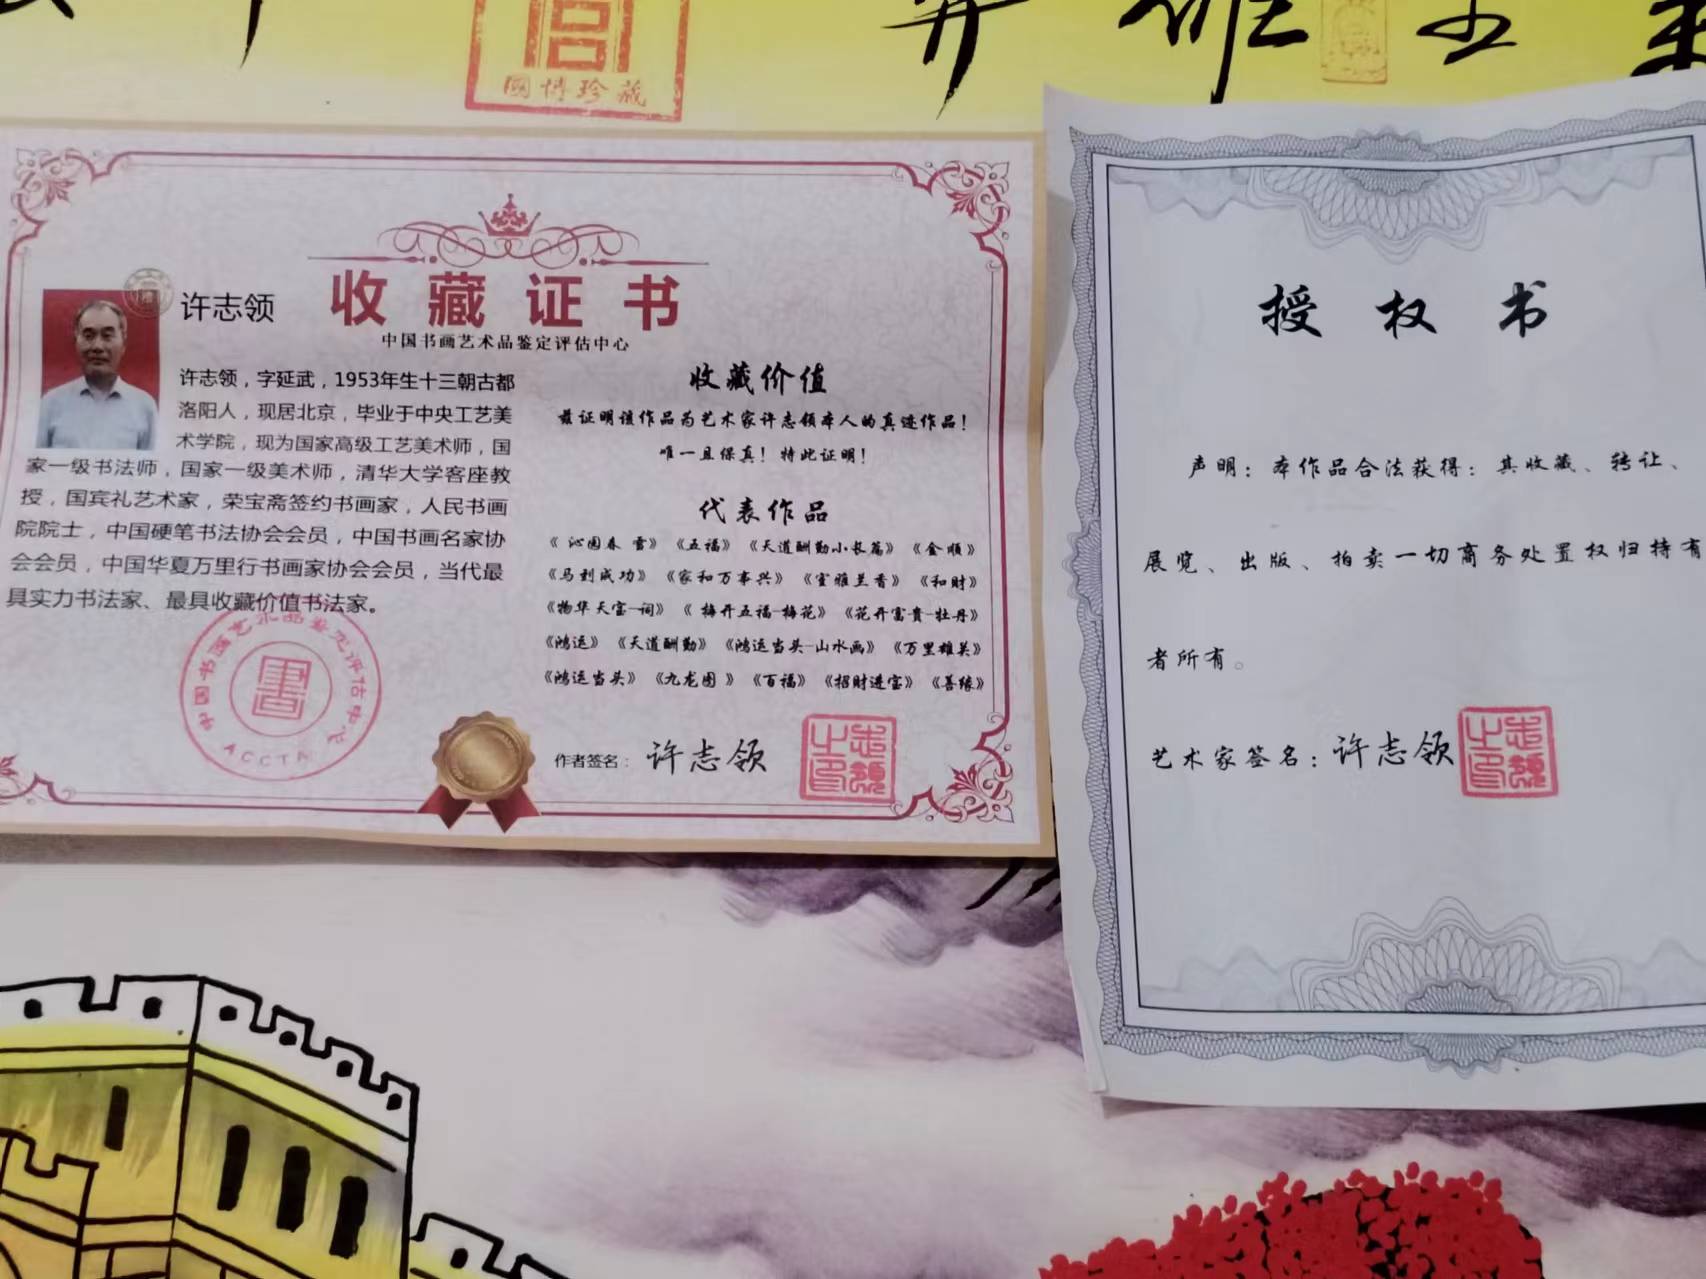 國博珍藏
许志领
收藏证书
中国书画艺术品鉴定评估中心
许志领，字延武，1953年生十三朝古都
洛阳人，现居北京，毕业于中央工艺美
术学院，现为国家高级工艺美术师，国
家一级书法师，国家一级美术师，清华大学客座教
授，国宾礼艺术家，荣宝斋签约书画家，人民书画
院院士，中国硬笔书法协会会员，中国书画名家协
会会员，中国华夏万里行书画家协会会员，当代最
具实力书法家、最具收藏价值书法家。
中国书画艺术品鉴定评估中心
書
ACCTA
收藏价值
兹证明该作品为艺术家许志领本人的真迹作品！
唯一且保真！特此证明！
代表作品
《沁园春 雪》《五福》《天道酬勤小长篇》《金顺》
《马到成功》《家和万事兴》《室雅兰香》《和财》
《物华天宝-词》《梅开五福-梅花》《花开富贵-牡丹》
《鸿运》《天道酬勤》《鸿运当头-山水画》《万里雄关》
《鸿运当头》《九龙图 》《百福》《招财进宝》《善缘》
作者签名：许志领
授权书
声明：本作品合法获得：其收藏、转让、
展览、出版、拍卖一切商务处置权归持有
者所有。
艺术家签名：许志领